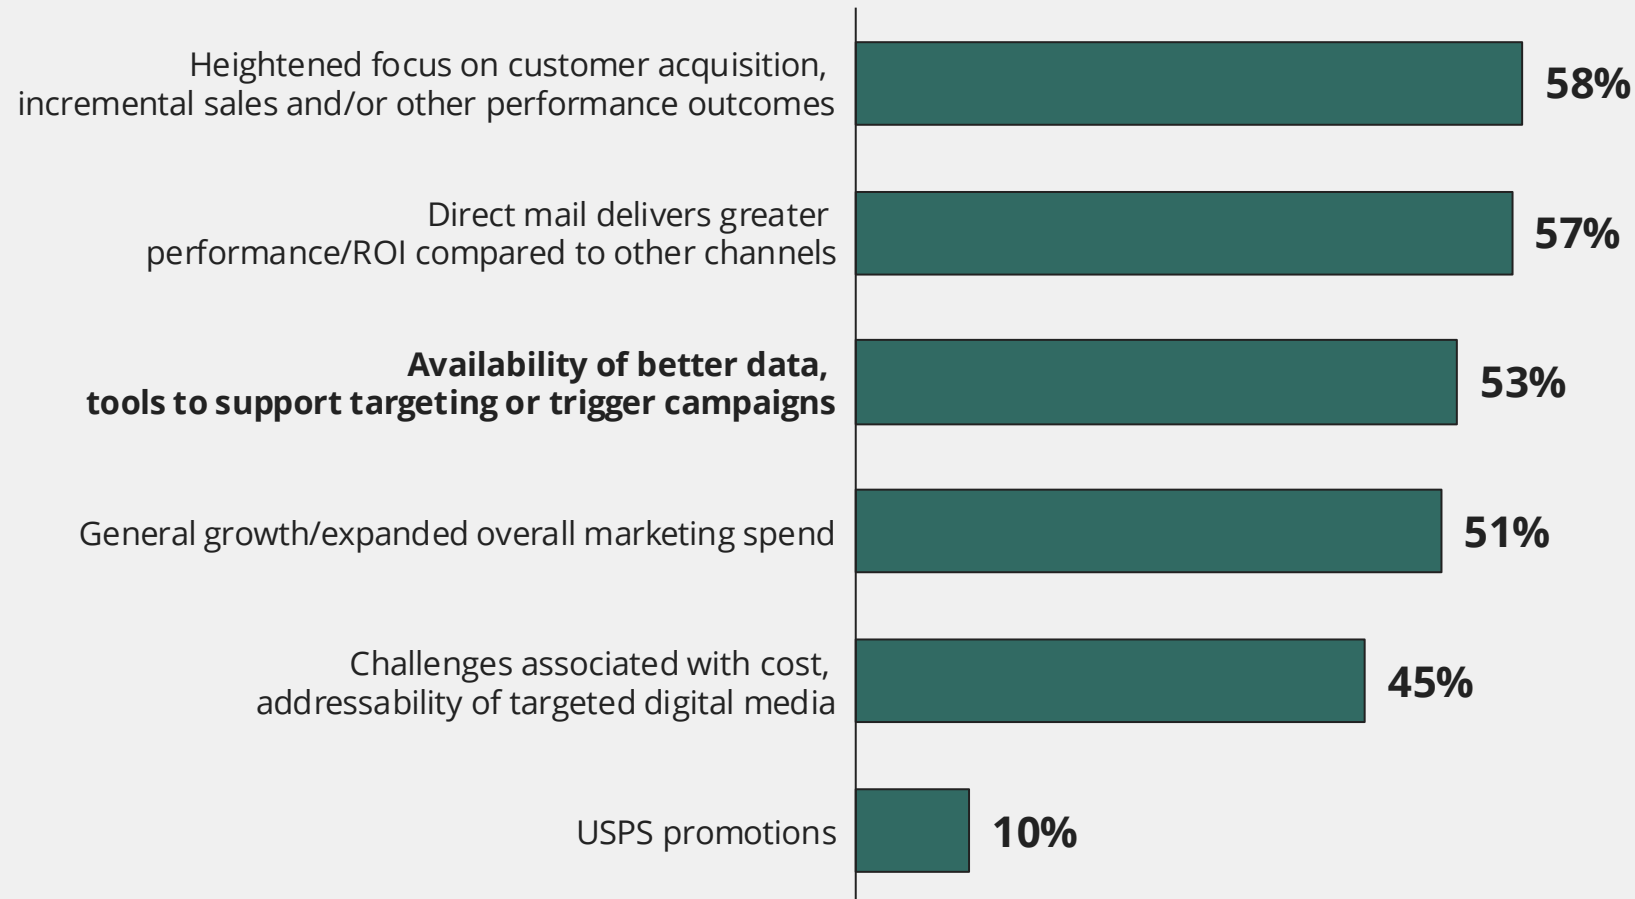 Heightened focus on customer acquisition,
incremental sales and/or other performance outcomes
58%
Direct mail delivers greater
performance/ROI compared to other channels
57%
Availability of better data,
tools to support targeting or trigger campaigns
53%
General growth/expanded overall marketing spend
51%
Challenges associated with cost,
addressability of targeted digital media
45%
USPS promotions
10%